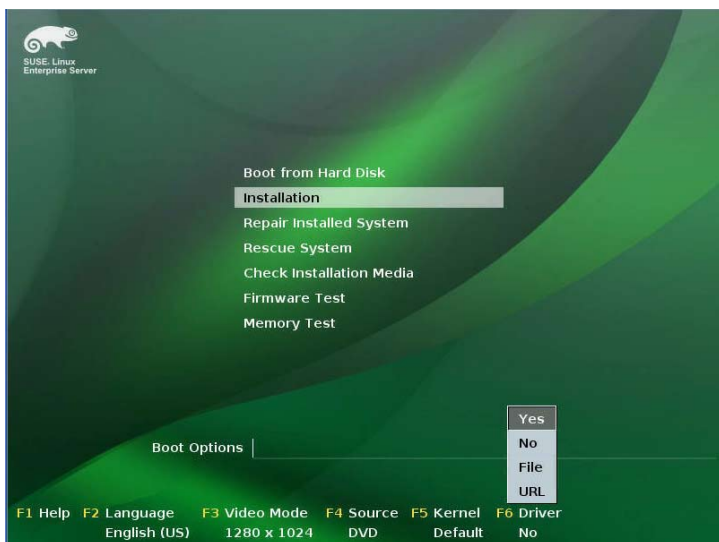 SUSE. Linux
Enterprise Server
Boot from Hard Disk
Installation
Repair Installed System
Rescue System
Check Installation Media
Firmware Test
Memory Test
Yes
No
File
URL
Boot Options
F1 Help F2 Language F3 Video Mode F4 Source F5 Kernel F6 Driver
English (US) 1280 x 1024 DVD Default No